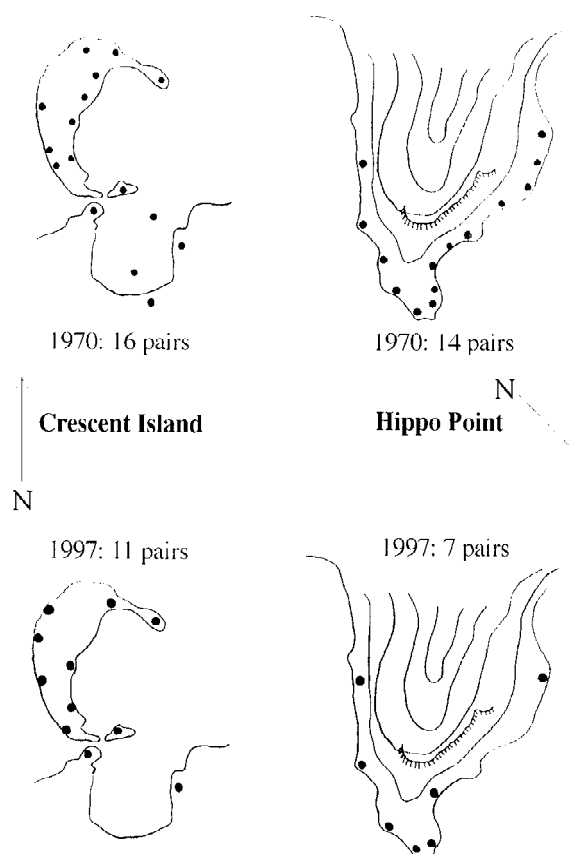 1970: 16 pairs
1970: 14 pairs
N
Crescent Island
Hippo Point
N
1997: 11 pairs
1997: 7 pairs